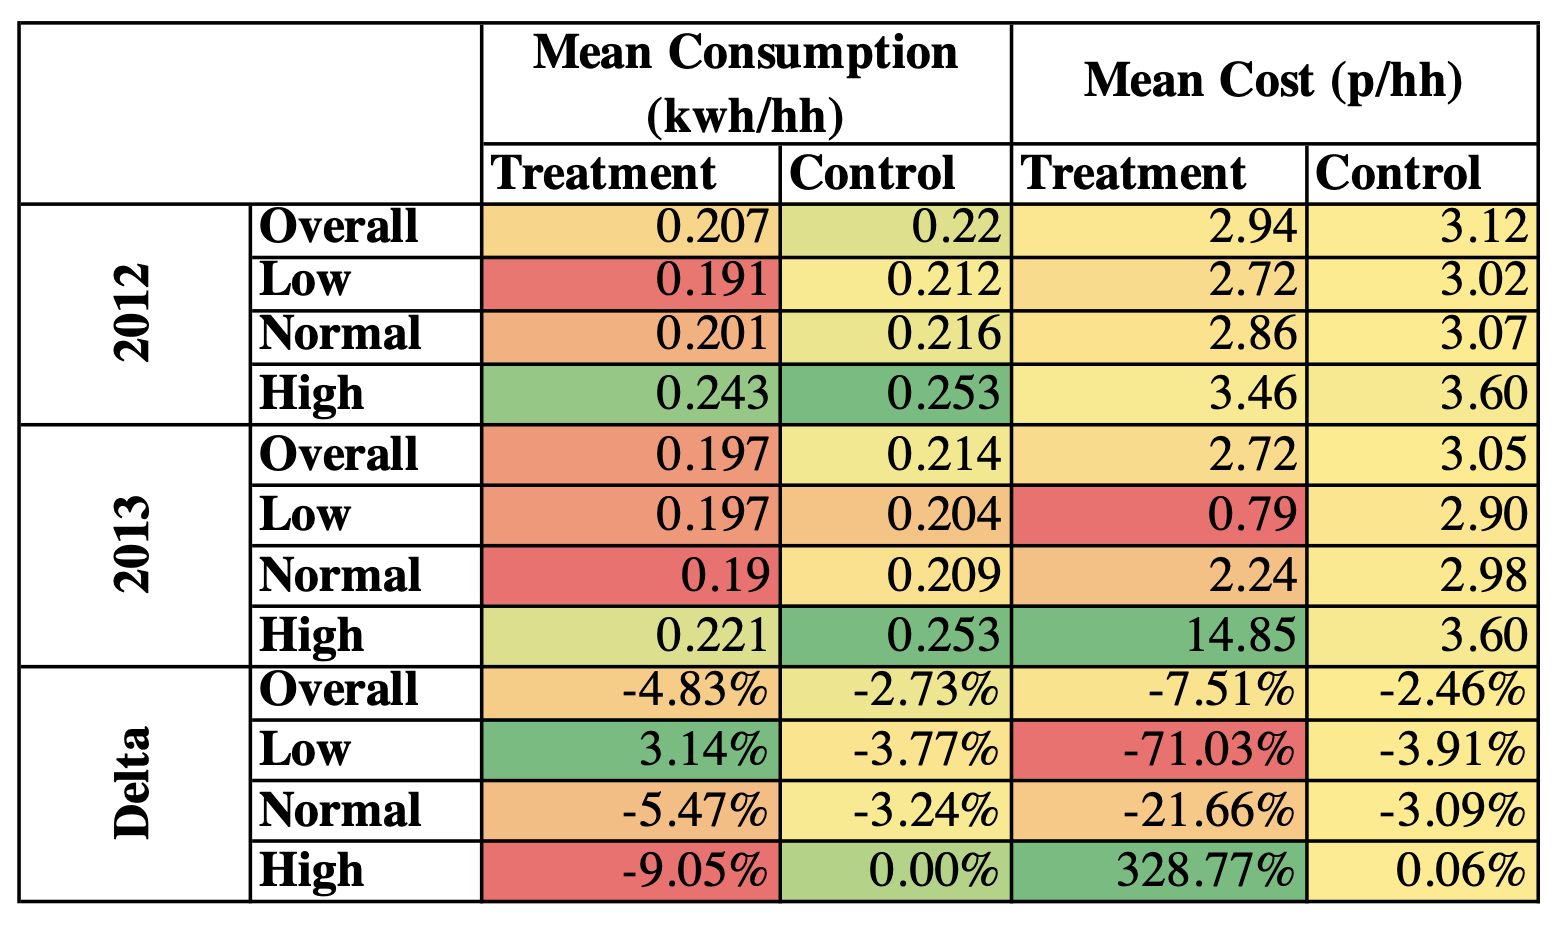 Mean Consumption (kwh/hh) Mean Cost (p/hh)
Treatment Control Treatment Control
2012
Overall 0.207 0.22 2.94 3.12
Low 0.191 0.212 2.72 3.02
Normal 0.201 0.216 2.86 3.07
High 0.243 0.253 3.46 3.60
2013
Overall 0.197 0.214 2.72 3.05
Low 0.197 0.204 0.79 2.90
Normal 0.19 0.209 2.24 2.98
High 0.221 0.253 14.85 3.60
Delta
Overall -4.83% -2.73% -7.51% -2.46%
Low 3.14% -3.77% -71.03% -3.91%
Normal -5.47% -3.24% -21.66% -3.09%
High -9.05% 0.00% 328.77% 0.06%